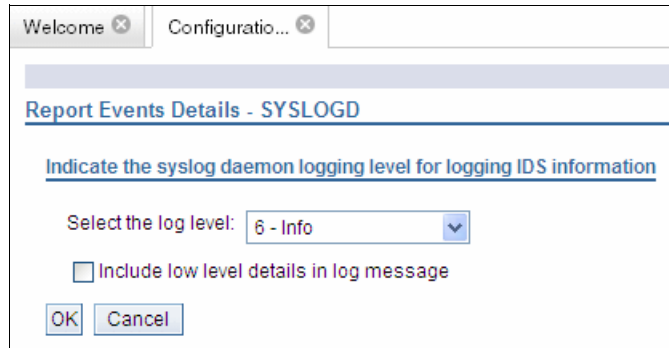 Welcome Configuratio...
Report Events Details - SYSLOGD
Indicate the syslog daemon logging level for logging IDS information
Select the log level: 6 - Info
Include low level details in log message
OK Cancel